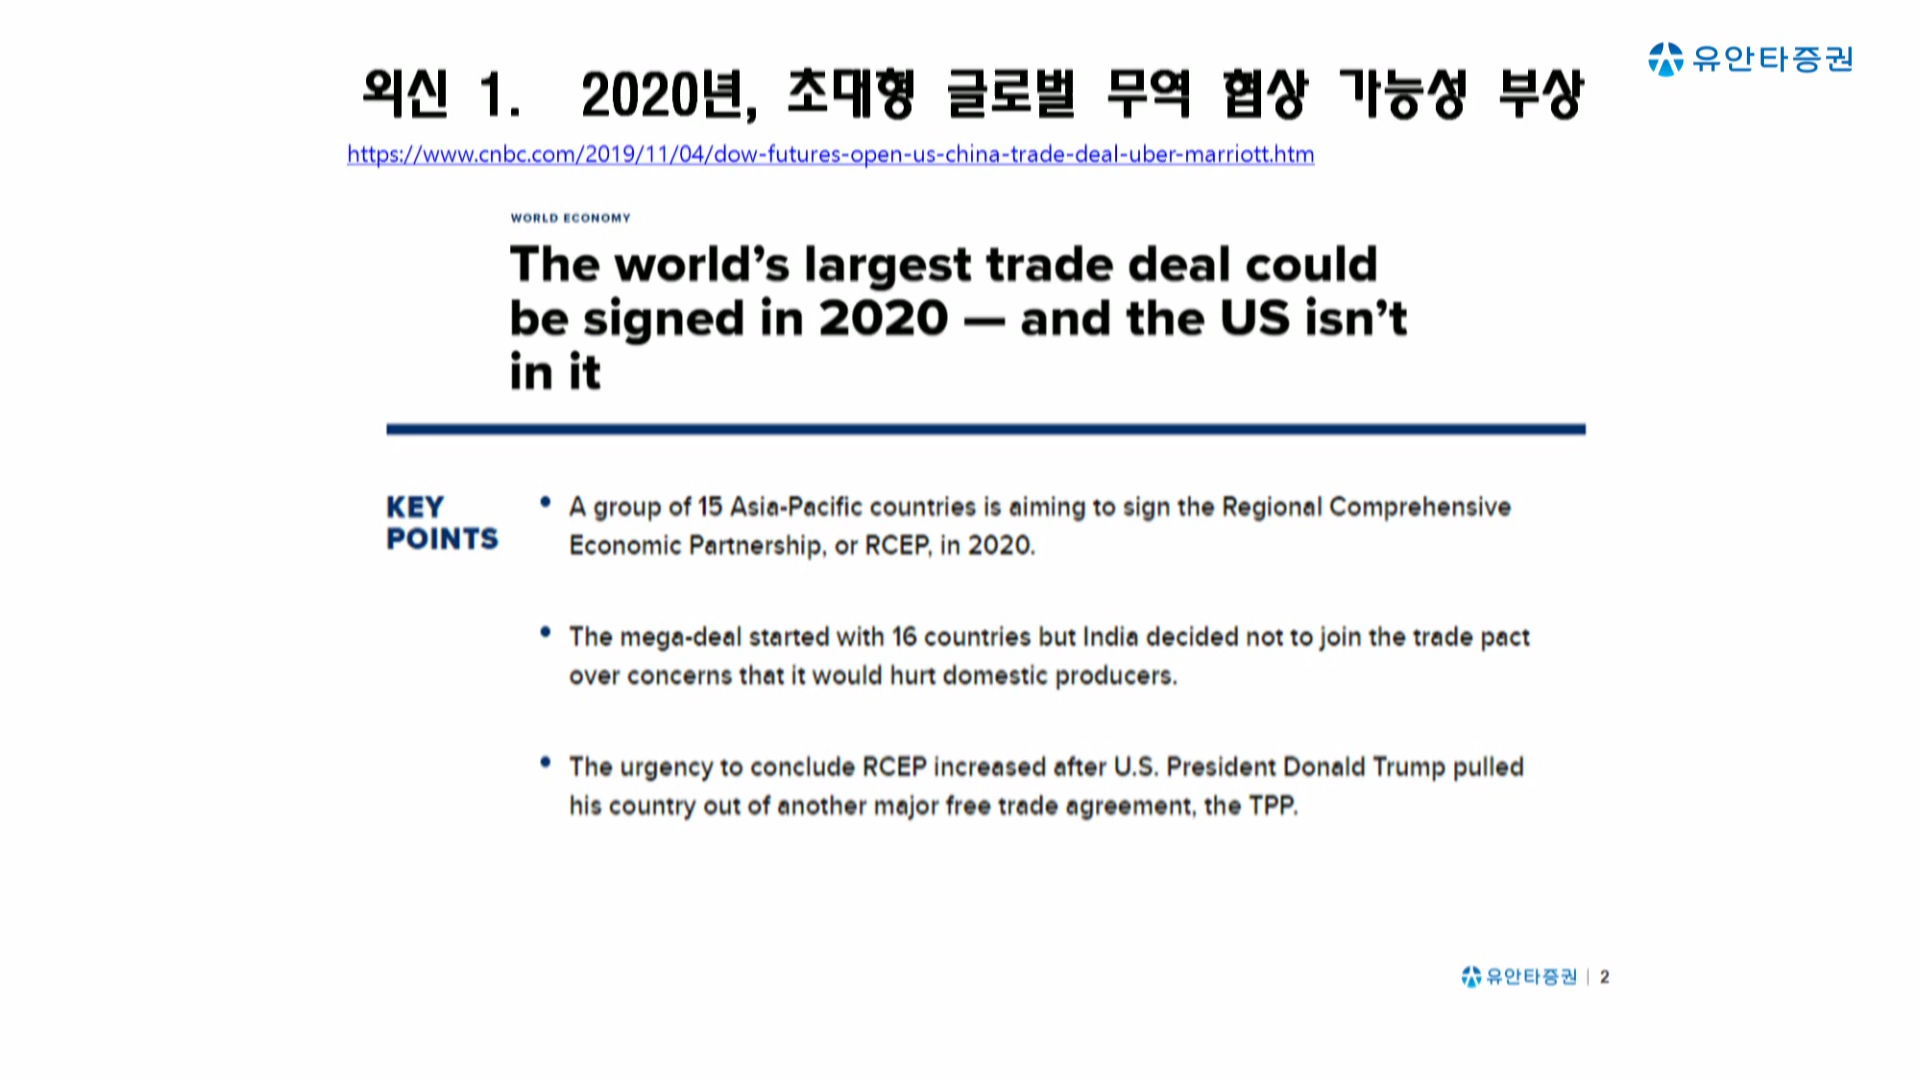 유안타증권
외신 1. 2020년, 초대형 글로벌 무역 협상 가능성 부상
https://www.cnbc.com/2019/11/04/dow-futures-open-us-china-trade-deal-uber-marriott.htm
WORLD ECONOMY
The world’s largest trade deal could
be signed in 2020 — and the US isn’t
in it
KEY
POINTS
• A group of 15 Asia-Pacific countries is aiming to sign the Regional Comprehensive
Economic Partnership, or RCEP, in 2020.
• The mega-deal started with 16 countries but India decided not to join the trade pact
over concerns that it would hurt domestic producers.
• The urgency to conclude RCEP increased after U.S. President Donald Trump pulled
his country out of another major free trade agreement, the TPP.
유안타증권 | 2